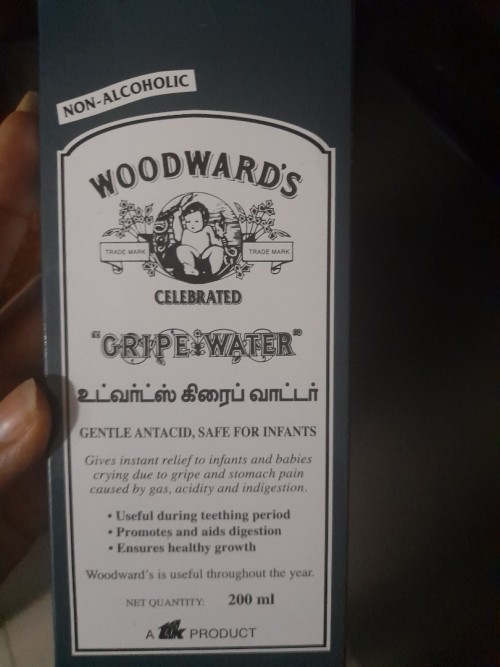 NON-ALCOHOLIC
WOODWARD'S
TRADE MARK
TRADE MARK
CELEBRATED
"GRIPE WATER"
உட்வர்ட்ஸ் கிரைப் வாட்டர்
GENTLE ANTACID, SAFE FOR INFANTS
Gives instant relief to infants and babies
crying due to gripe and stomach pain
caused by gas, acidity and indigestion.
• Useful during teething period
• Promotes and aids digestion
• Ensures healthy growth
Woodward's is useful throughout the year.
NET QUANTITY: 200 ml
A PRODUCT